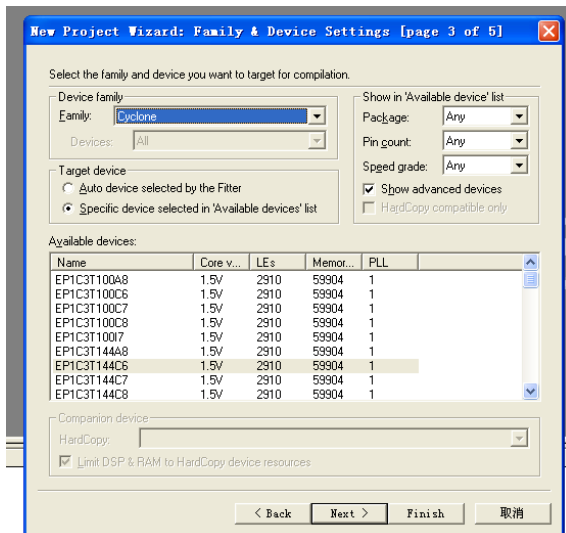 New Project Wizard: Family & Device Settings [page 3 of 5]
Select the family and device you want to target for compilation.
Device family
Family: Cyclone
Devices: All
Target device
Auto device selected by the Fitter
Specific device selected in 'Available devices' list
Show in 'Available device' list
Package: Any
Pin count: Any
Speed grade: Any
Show advanced devices
HardCopy compatible only
Available devices:
Name Core v... LEs Memor... PLL
EP1C3T100A8 1.5V 2910 59904 1
EP1C3T100C6 1.5V 2910 59904 1
EP1C3T100C7 1.5V 2910 59904 1
EP1C3T100C8 1.5V 2910 59904 1
EP1C3T100I7 1.5V 2910 59904 1
EP1C3T144A8 1.5V 2910 59904 1
EP1C3T144C6 1.5V 2910 59904 1
EP1C3T144C7 1.5V 2910 59904 1
EP1C3T144C8 1.5V 2910 59904 1
Companion device
HardCopy:
Limit DSP & RAM to HardCopy device resources
< Back Next > Finish 取消